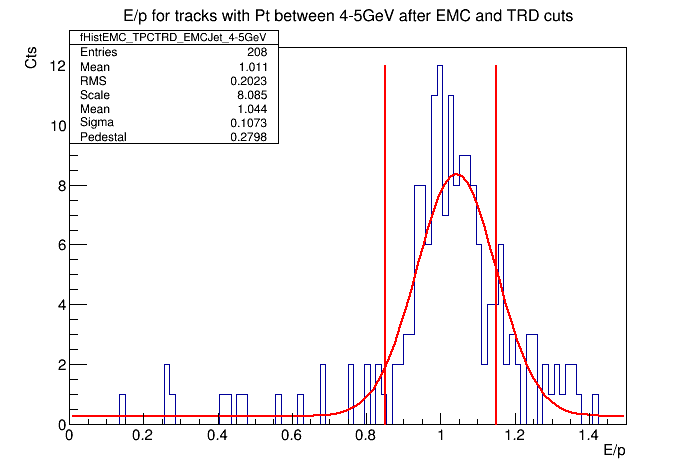 E/p for tracks with Pt between 4-5GeV after EMC and TRD cuts
fHistEMC_TPCTRD_EMCJet_4-5GeV
Entries 208
Mean 1.011
RMS 0.2023
Scale 8.085
Mean 1.044
Sigma 0.1073
Pedestal 0.2798
Cts
12
10
8
6
4
2
0
0 0.2 0.4 0.6 0.8 1 1.2 1.4
E/p